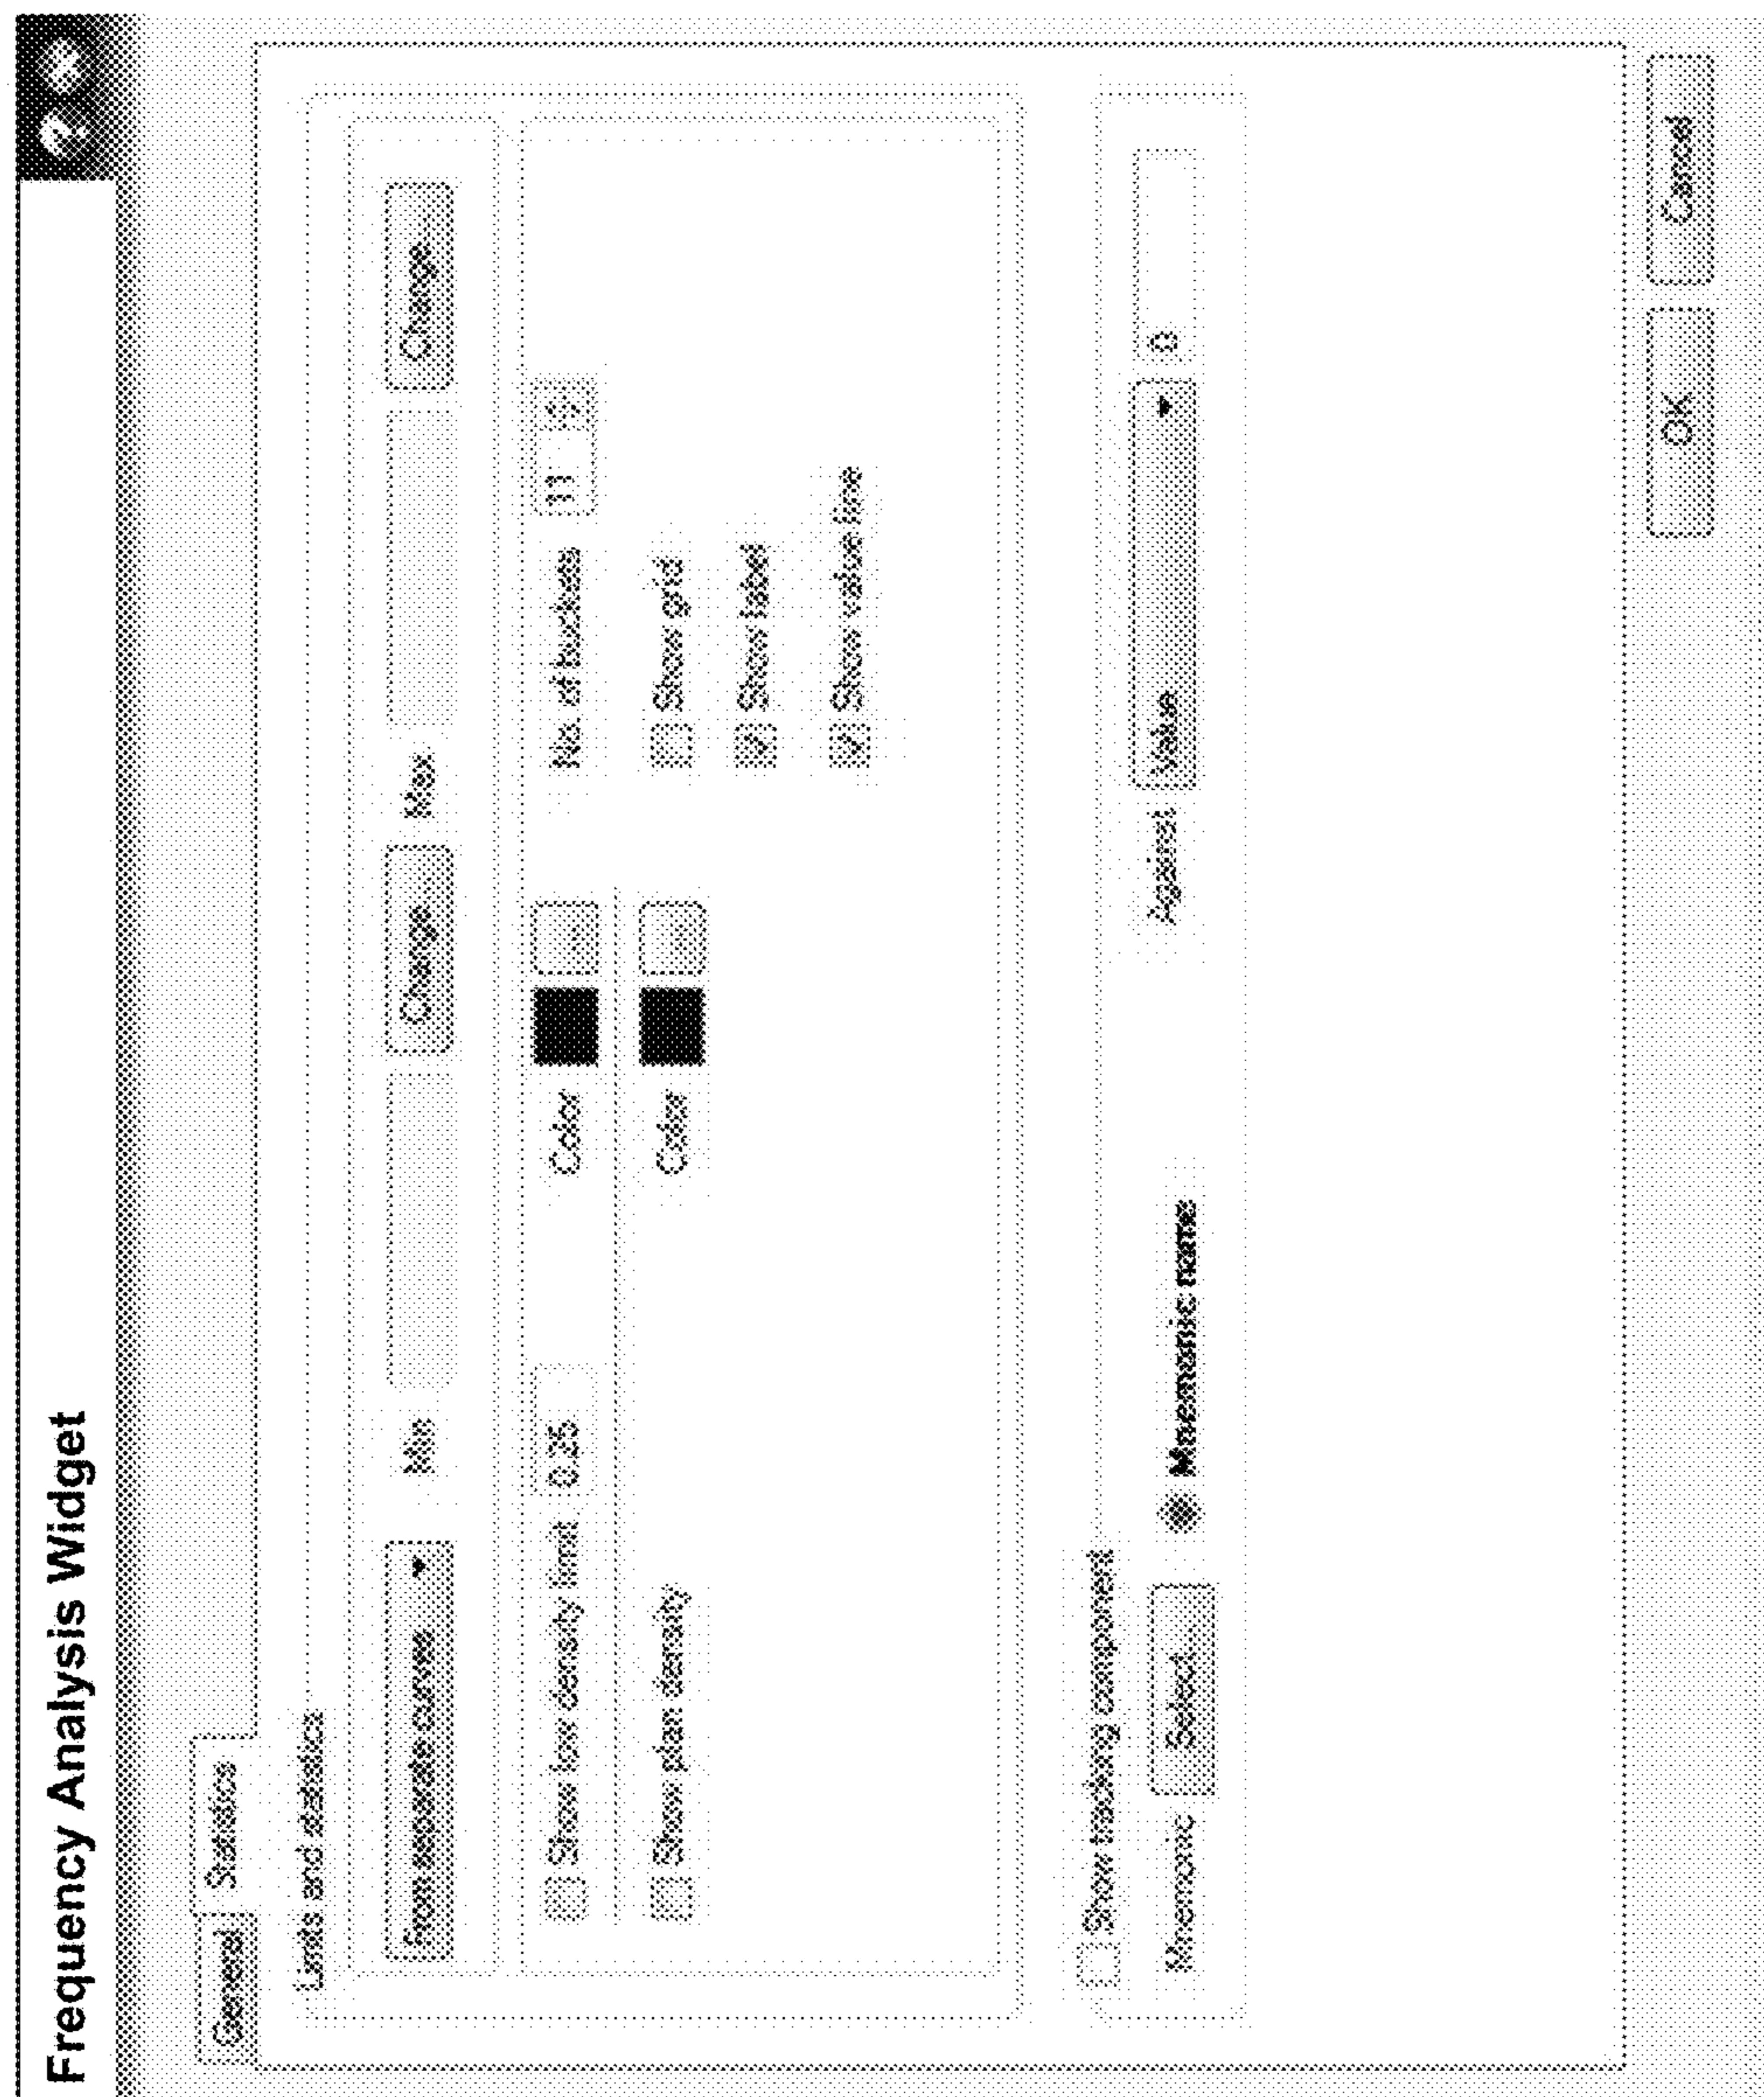 Frequency Analysis Widget
General Statistics
Limits and statistics
From separate curves Min Change... Max Change...
Show low density limit 0.25 Color ... No. of buckets 11
Show plan density Color ... Show grid
Show label
Show value line
Show tracking component
Mnemonic Select... Mnemonic name Against Value 0
OK Cancel